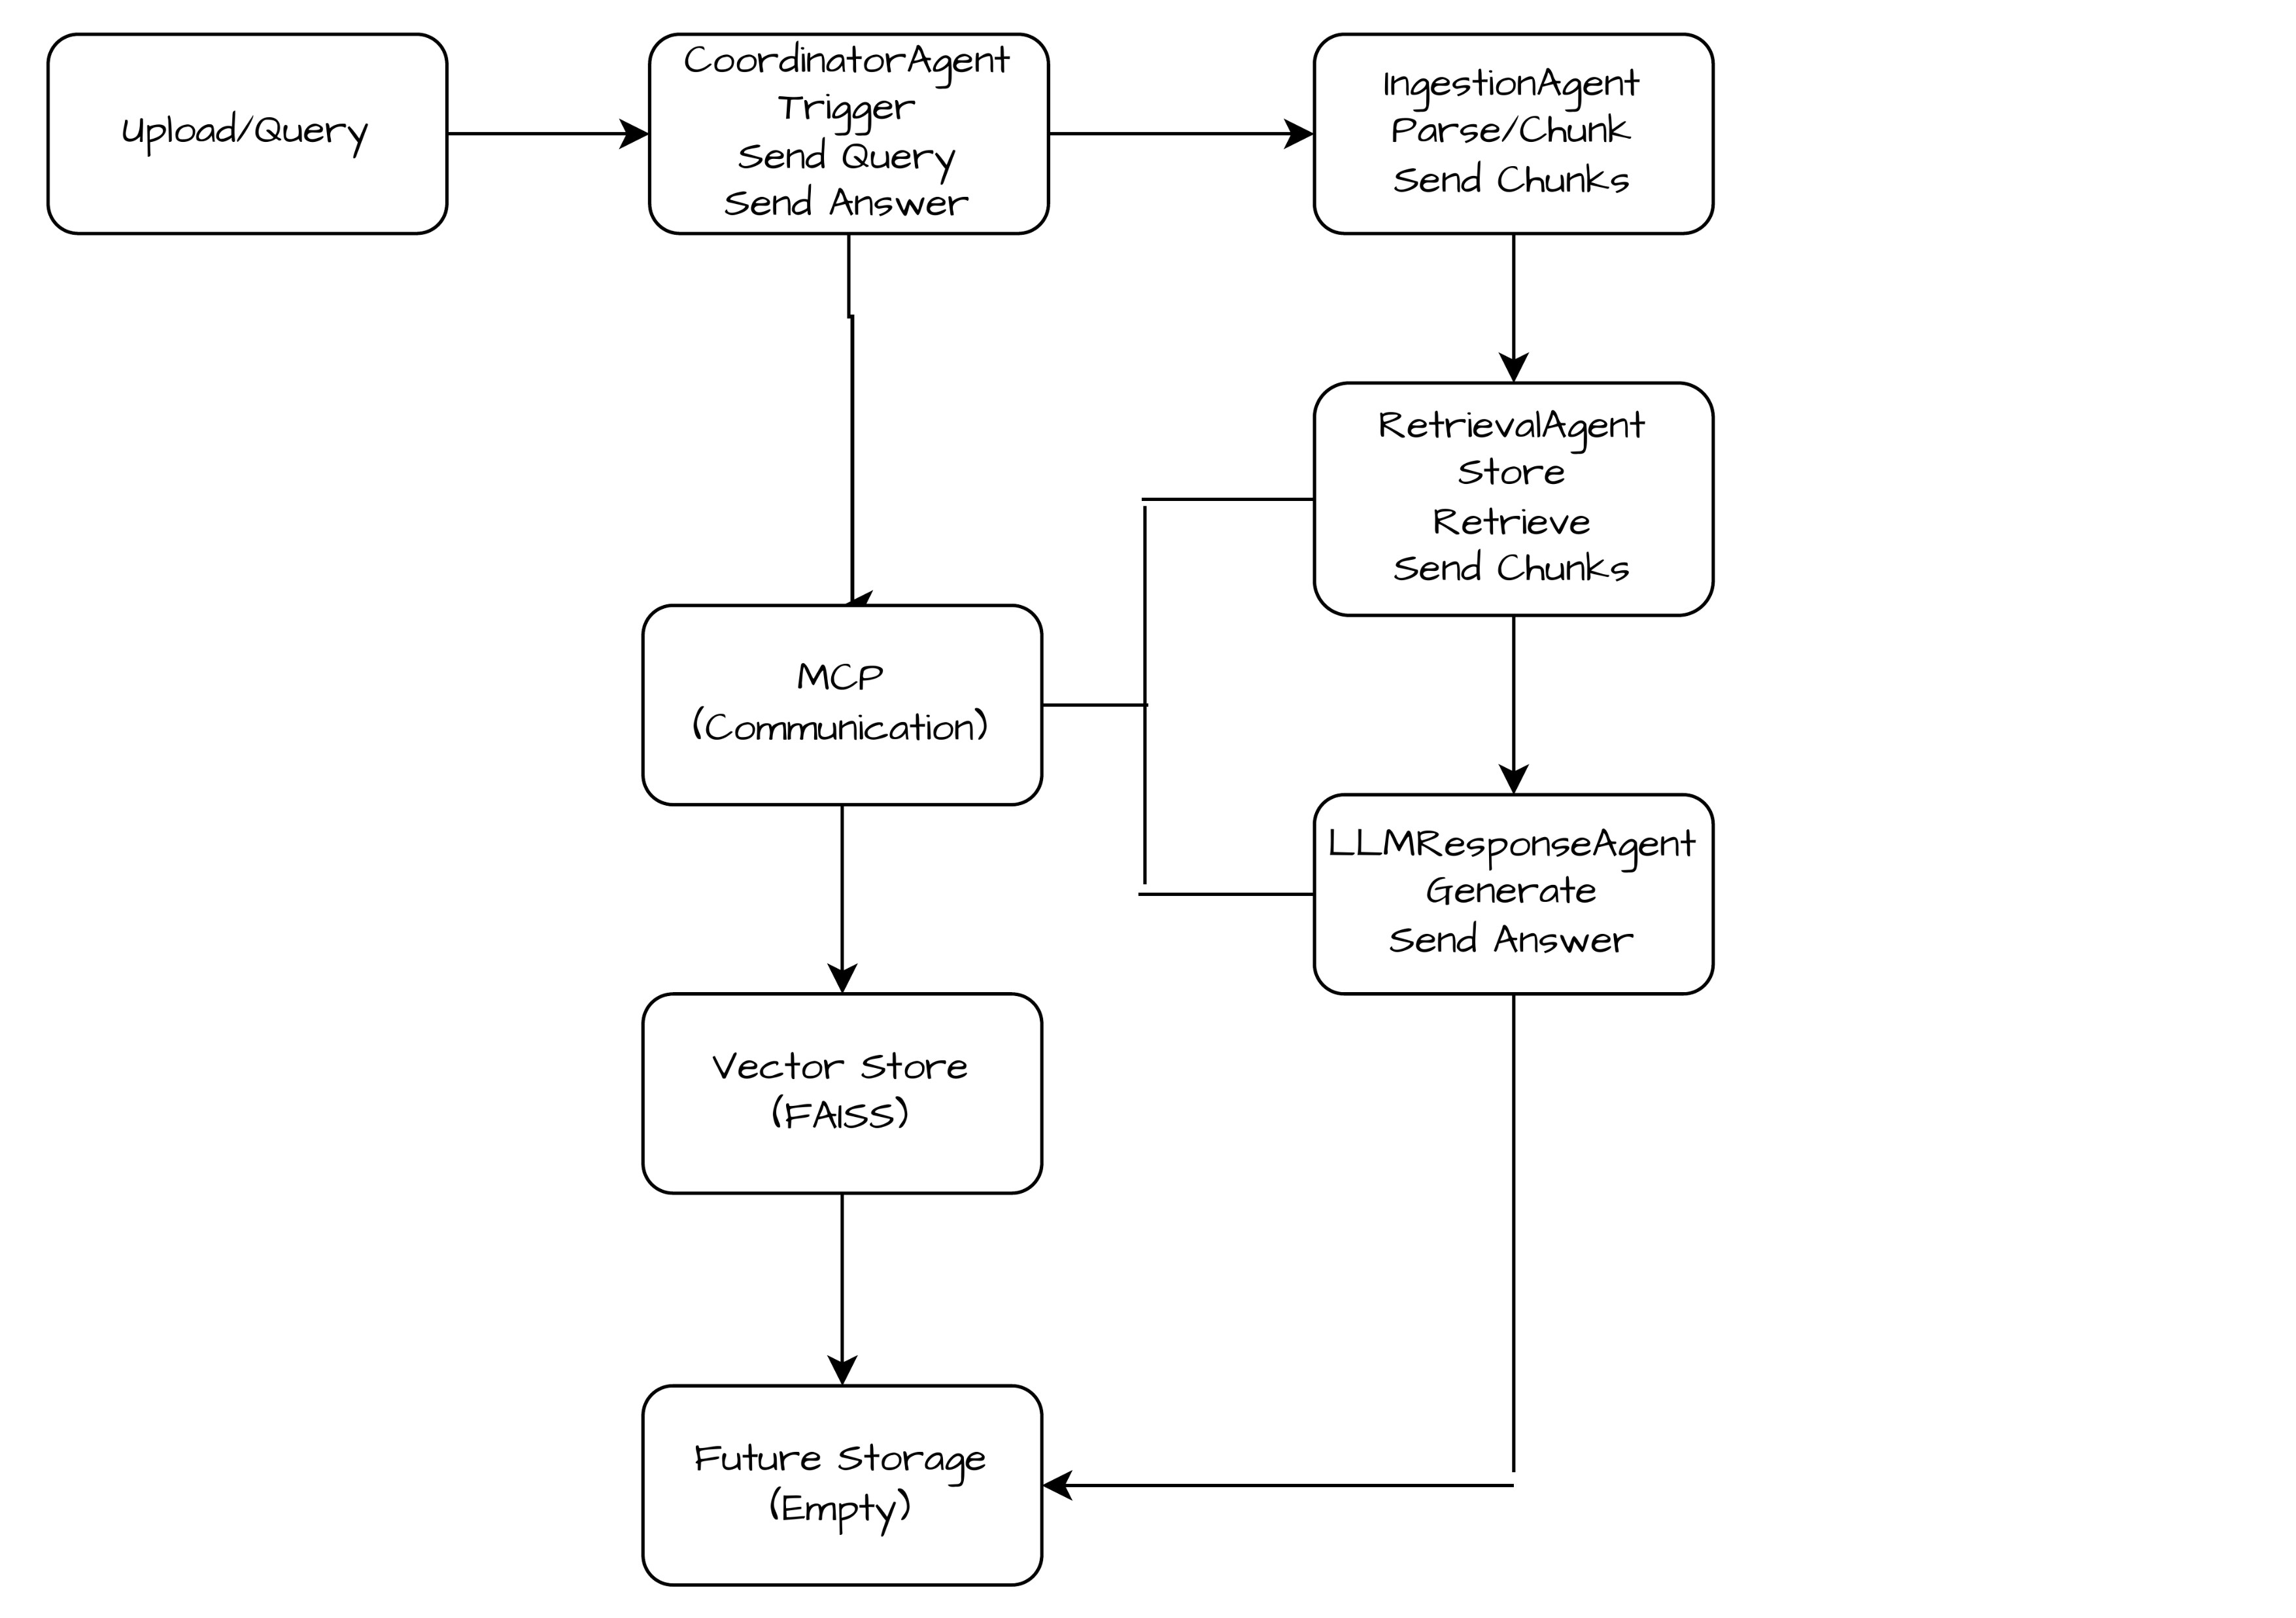 Upload/Query
CoordinatorAgent
Trigger
Send Query
Send Answer
IngestionAgent
Parse/Chunk
Send Chunks
RetrievalAgent
Store
Retrieve
Send Chunks
MCP
(Communication)
LLMResponseAgent
Generate
Send Answer
Vector Store
(FAISS)
Future Storage
(Empty)